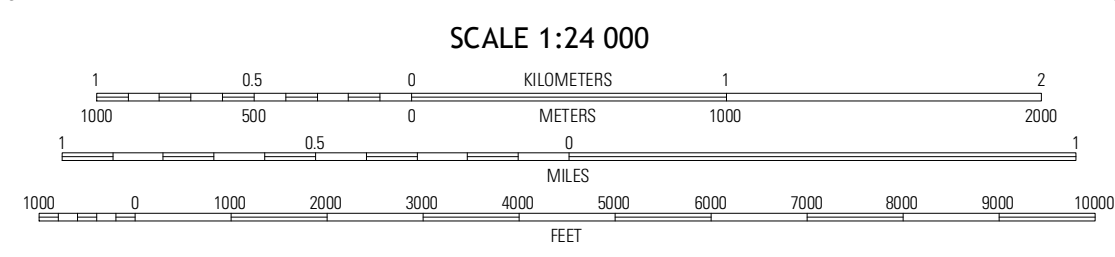 SCALE 1:24 000
1 0.5 0 KILOMETERS 1 2
1000 500 0 METERS 1000 2000
1 0.5 0 1
MILES
1000 0 1000 2000 3000 4000 5000 6000 7000 8000 9000 10000
FEET